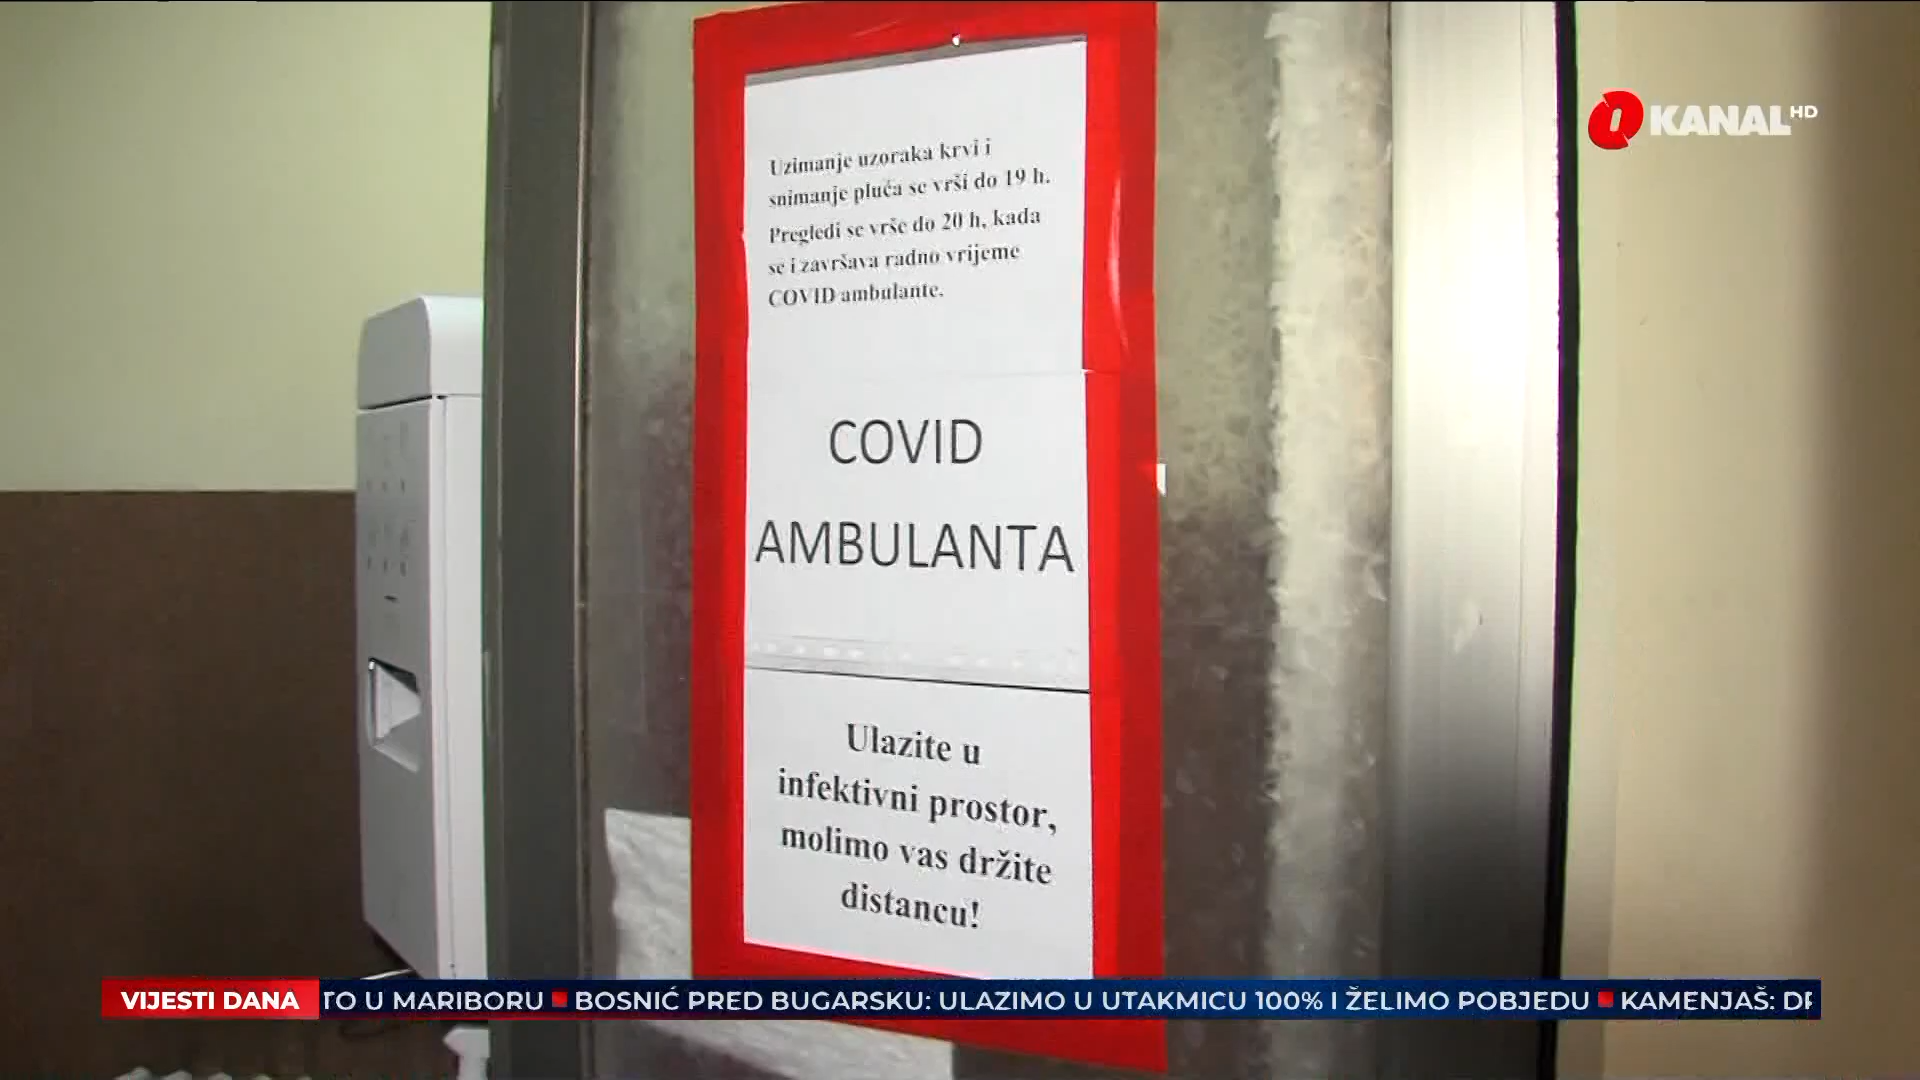 O KANAL HD
Uzimanje uzoraka krvi i
snimanje pluća se vrši do 19 h.
Pregledi se vrše do 20 h, kada
se i završava radno vrijeme
COVID ambulante.
COVID
AMBULANTA
Ulazite u
infektivni prostor,
molimo vas držite
distancu!
VIJESTI DANA TO U MARIBORU BOSNIĆ PRED BUGARSKU: ULAZIMO U UTAKMICU 100% I ŽELIMO POBJEDU KAMENJAŠ: